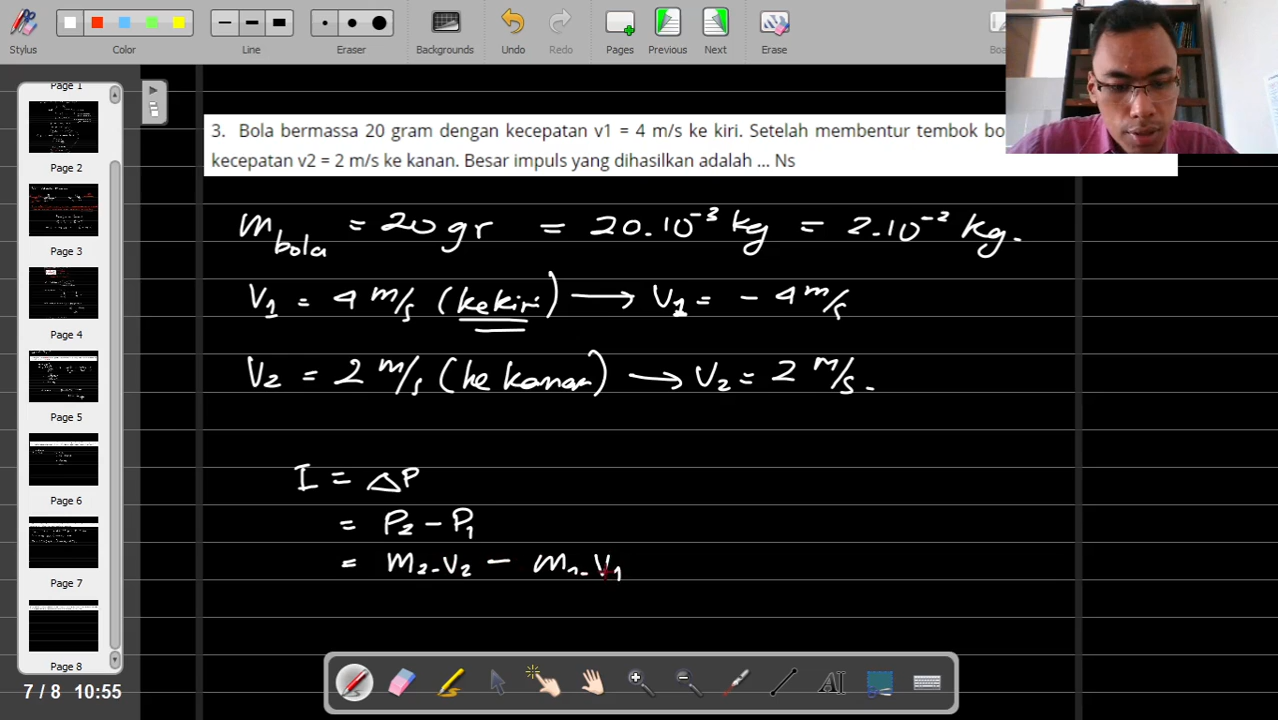 Stylus Color Line Eraser Backgrounds Undo Redo Pages Previous Next Erase
Page 1
Page 2
Page 3
Page 4
Page 5
Page 6
Page 7
Page 8
7 / 8 10:55
3. Bola bermassa 20 gram dengan kecepatan v1 = 4 m/s ke kiri. Setelah membentur tembok
kecepatan v2 = 2 m/s ke kanan. Besar impuls yang dihasilkan adalah ... Ns
m bola = 20 gr = 20.10⁻³ kg = 2.10⁻² kg.
V₁ = 4 m/s (ke kiri) → V₁ = - 4 m/s
V₂ = 2 m/s (ke kanan) → V₂ = 2 m/s.
I = ΔP
= P₂ - P₁
= m₂.V₂ - m₁.V₁
AI